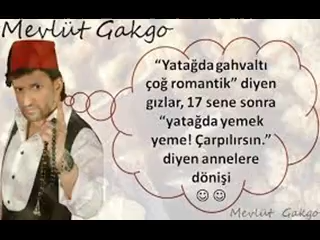 Mevlüt Gakgo
“Yatağda gahvaltı
çoğ romantik” diyen
gızlar, 17 sene sonra
“yatağda yemek
yeme! Çarpılırsın.”
diyen annelere
dönişi
☺☺
Mevlüt Gakgo